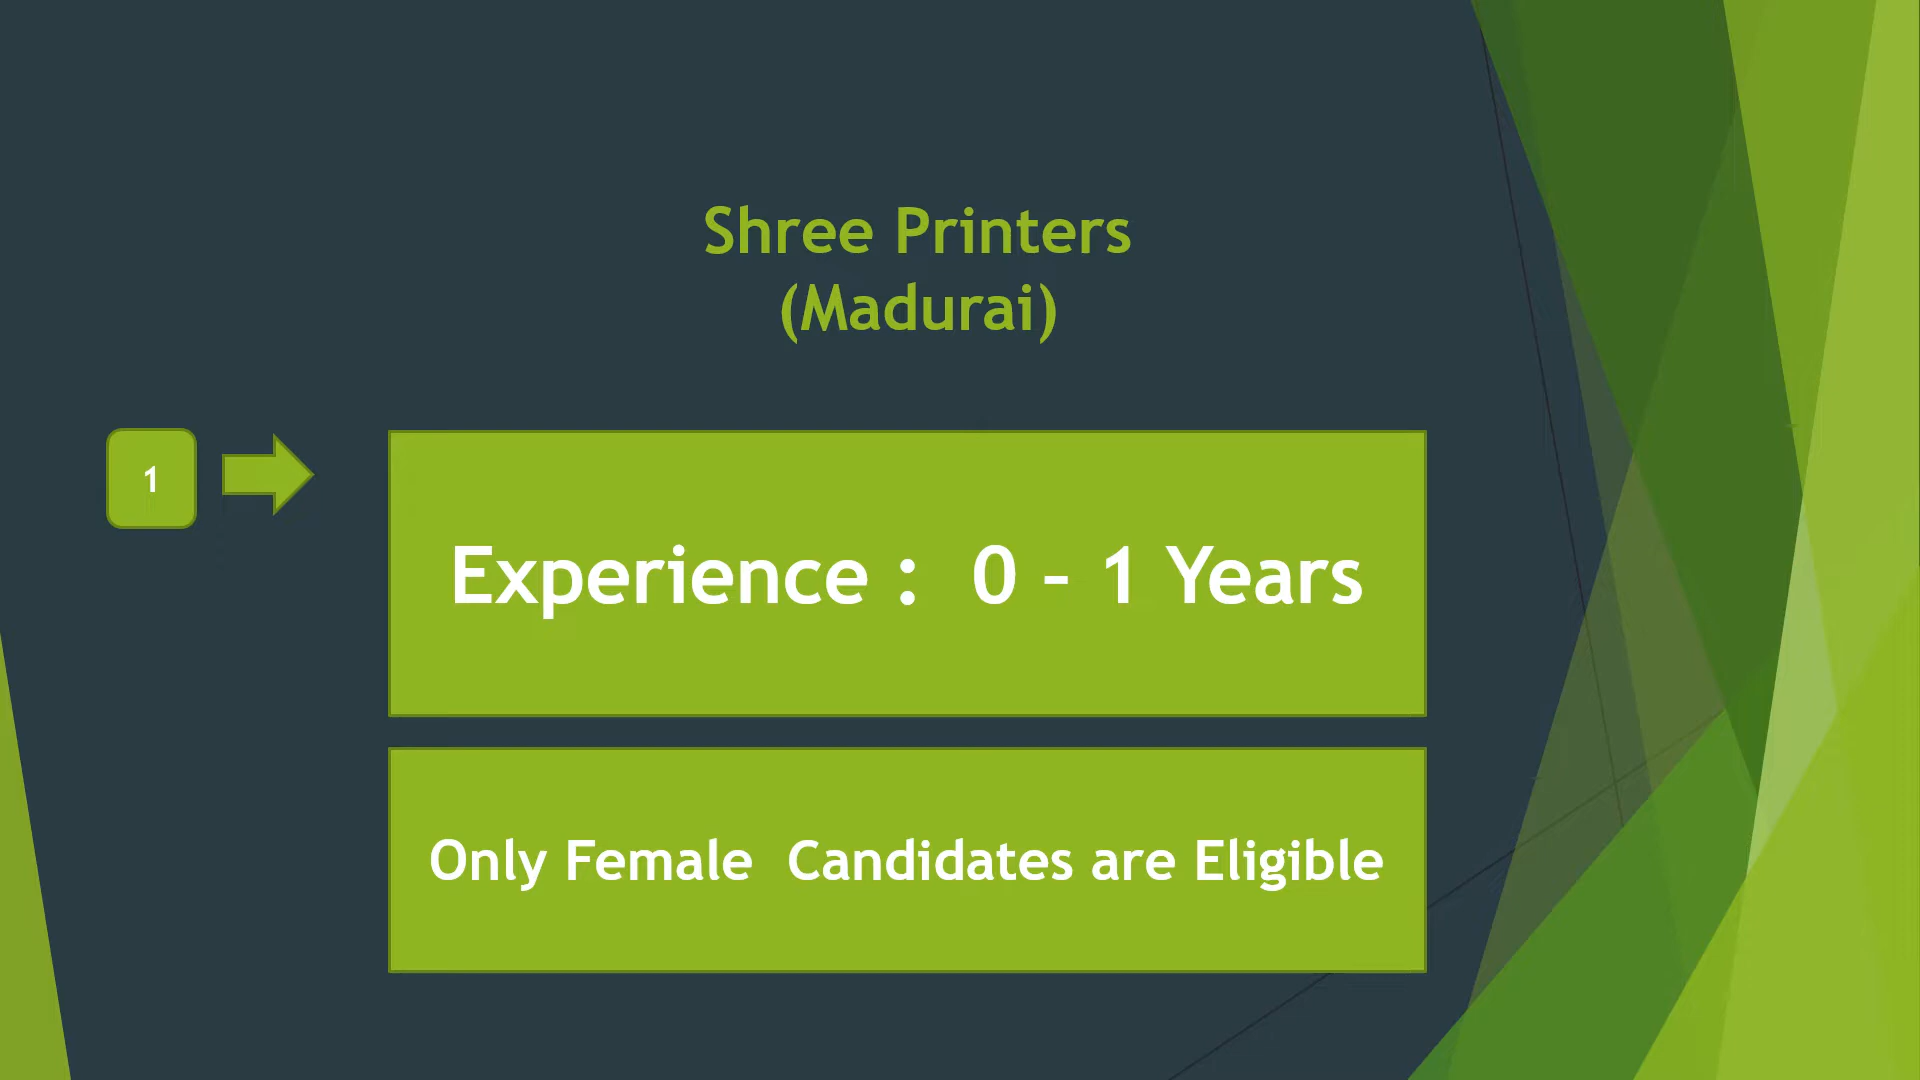 Shree Printers
(Madurai)
1
Experience : 0 – 1 Years
Only Female Candidates are Eligible